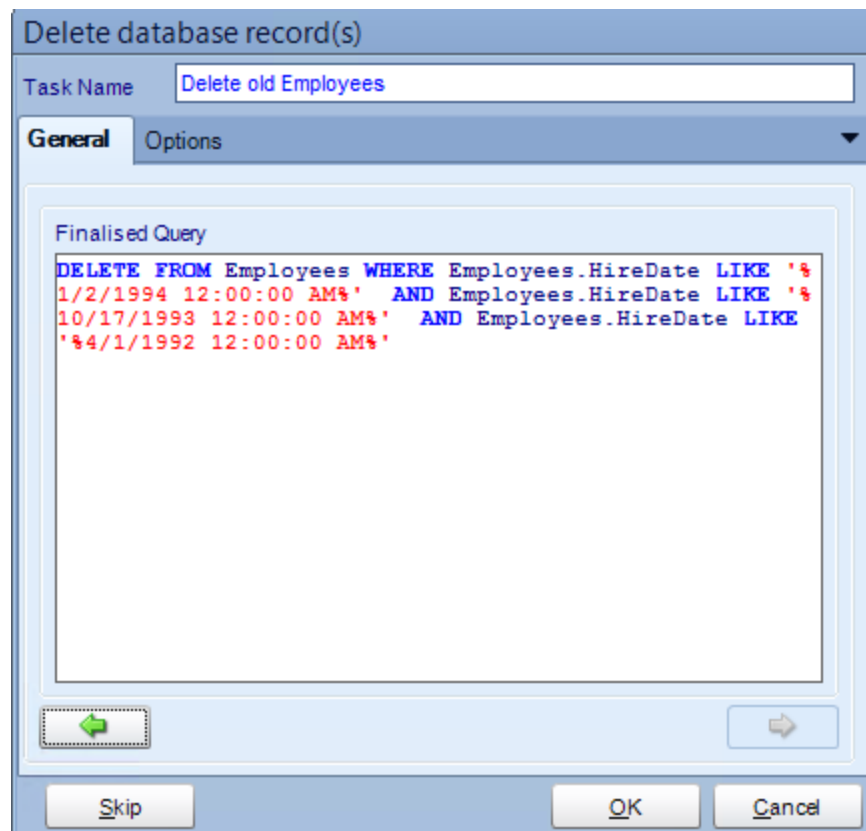 Delete database record(s)
Task Name
Delete old Employees
General
Options
Finalised Query
DELETE FROM Employees WHERE Employees.HireDate LIKE '%
1/2/1994 12:00:00 AM%'  AND Employees.HireDate LIKE '%
10/17/1993 12:00:00 AM%'  AND Employees.HireDate LIKE
'%4/1/1992 12:00:00 AM%'
Skip
OK
Cancel